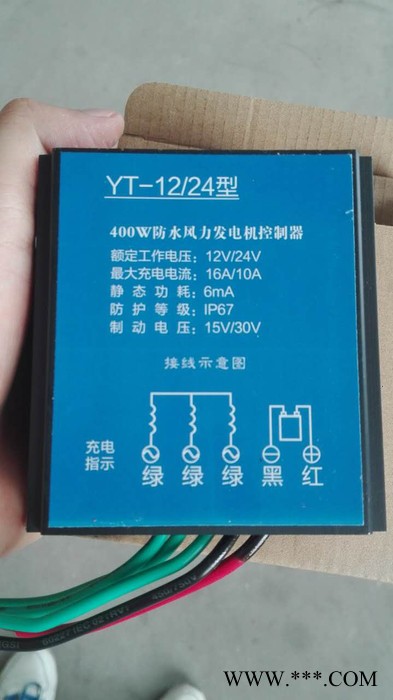 YT-12/24型
400W防水风力发电机控制器
额定工作电压: 12V/24V
最大充电电流: 16A/10A
静态功耗: 6mA
防护等级: IP67
制动电压: 15V/30V
接线示意图
充电
指示
绿 绿 绿 黑 红
WWW.***.COM